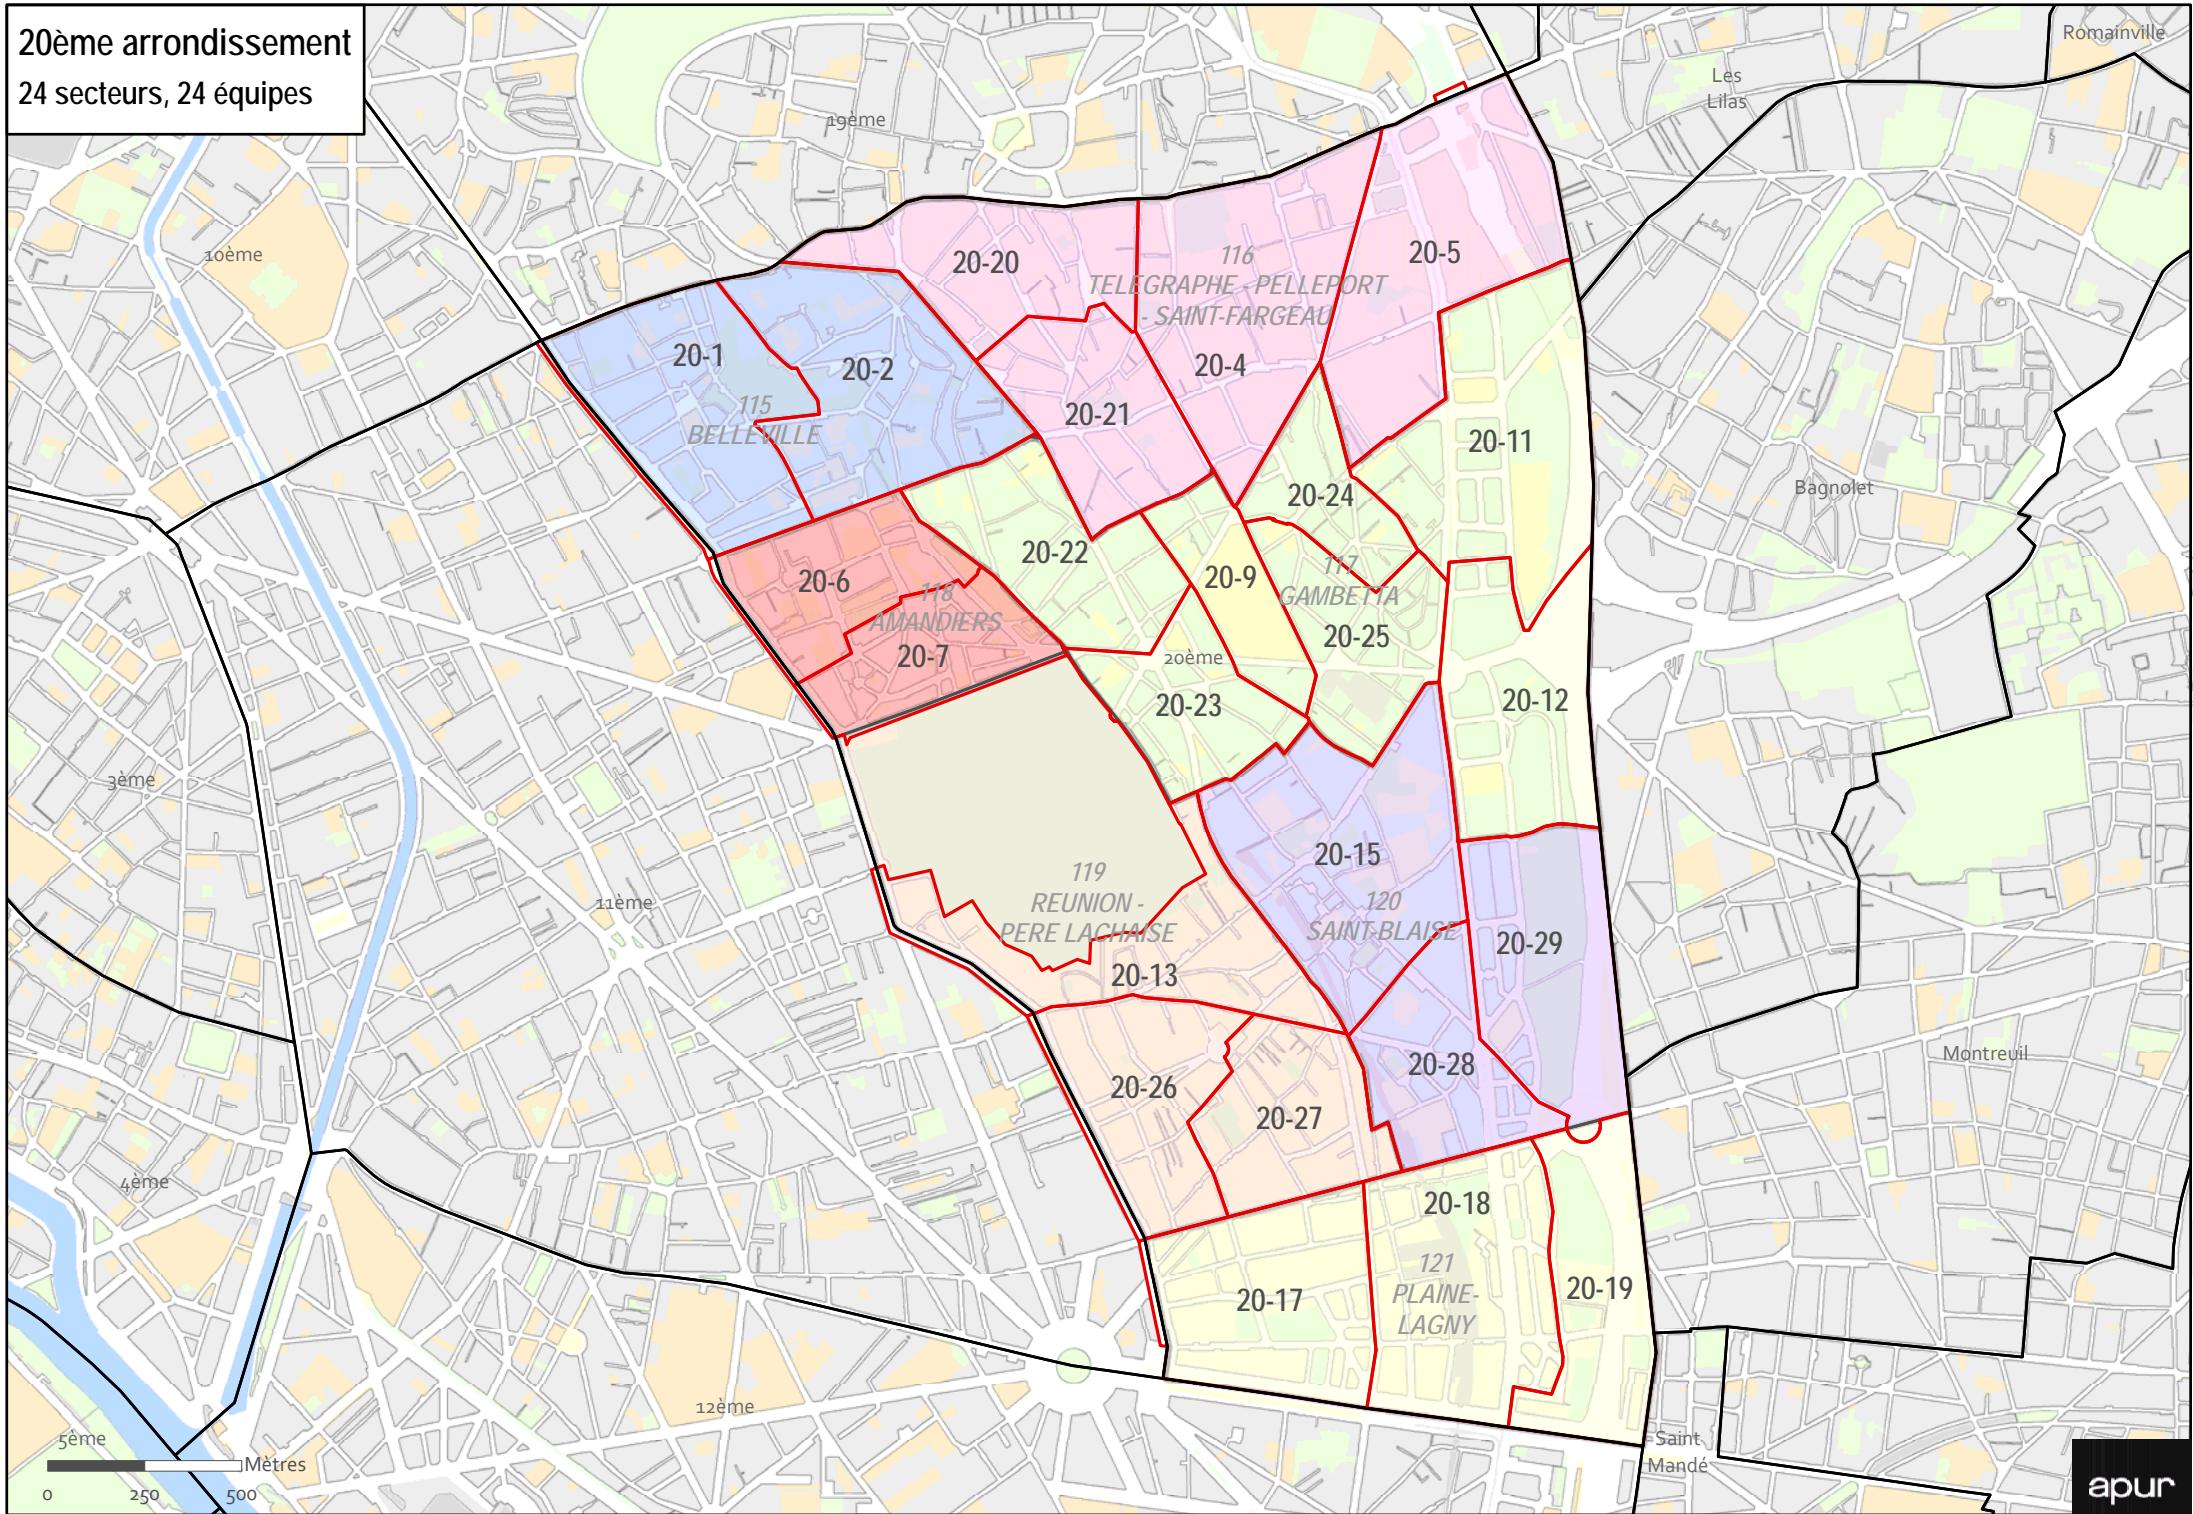 20ème arrondissement
24 secteurs, 24 équipes
Romainville
Les
Lilas
19ème
10ème
20-20
116
TELEGRAPHE - PELLEPORT
- SAINT-FARGEAU
20-5
20-1
20-2
20-4
115
BELLEVILLE
20-21
20-11
20-24
Bagnolet
20-22
20-6
118
AMANDIERS
20-9
117
GAMBETTA
20-25
20-7
20ème
20-23
20-12
3ème
20-15
119
REUNION -
PERE LACHAISE
11ème
120
SAINT-BLAISE
20-29
20-13
Montreuil
20-28
20-26
20-27
4ème
20-18
121
PLAINE-
LAGNY
20-17
20-19
12ème
5ème
Saint
Mandé
Mètres
0 250 500
apur